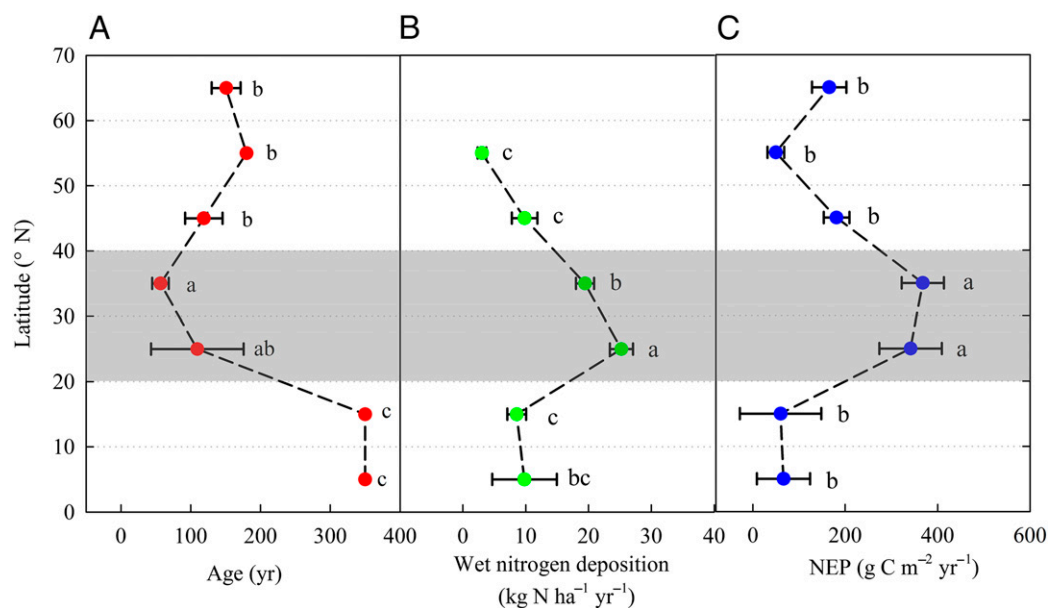 A
B
C
70
60
50
40
30
20
10
0
Latitude (° N)
b
b
b
a
ab
c
c
c
c
b
a
c
bc
b
b
b
a
a
b
b
0 100 200 300 400
0 10 20 30 40
0 200 400 600
Age (yr)
Wet nitrogen deposition
(kg N ha⁻¹ yr⁻¹)
NEP (g C m⁻² yr⁻¹)